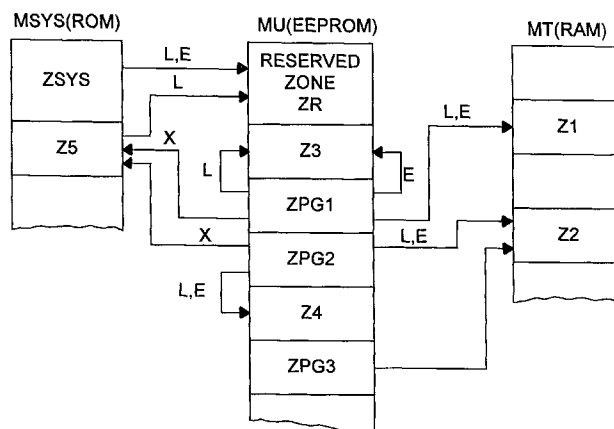 MSYS(ROM)
MU(EEPROM)
MT(RAM)
ZSYS
L,E
RESERVED
ZONE
ZR
L
L,E
Z1
Z5
X
Z3
L
E
ZPG1
X
ZPG2
L,E
Z2
L,E
Z4
ZPG3